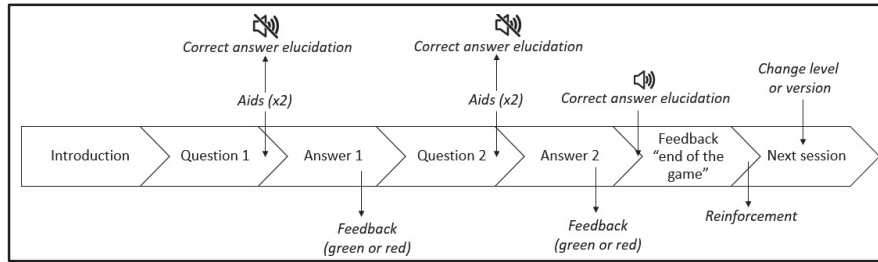 Correct answer elucidation
Correct answer elucidation
Aids (x2)
Aids (x2)
Correct answer elucidation
Change level
or version
Introduction
Question 1
Answer 1
Question 2
Answer 2
Feedback
"end of the
game"
Next session
Feedback
(green or red)
Feedback
(green or red)
Reinforcement